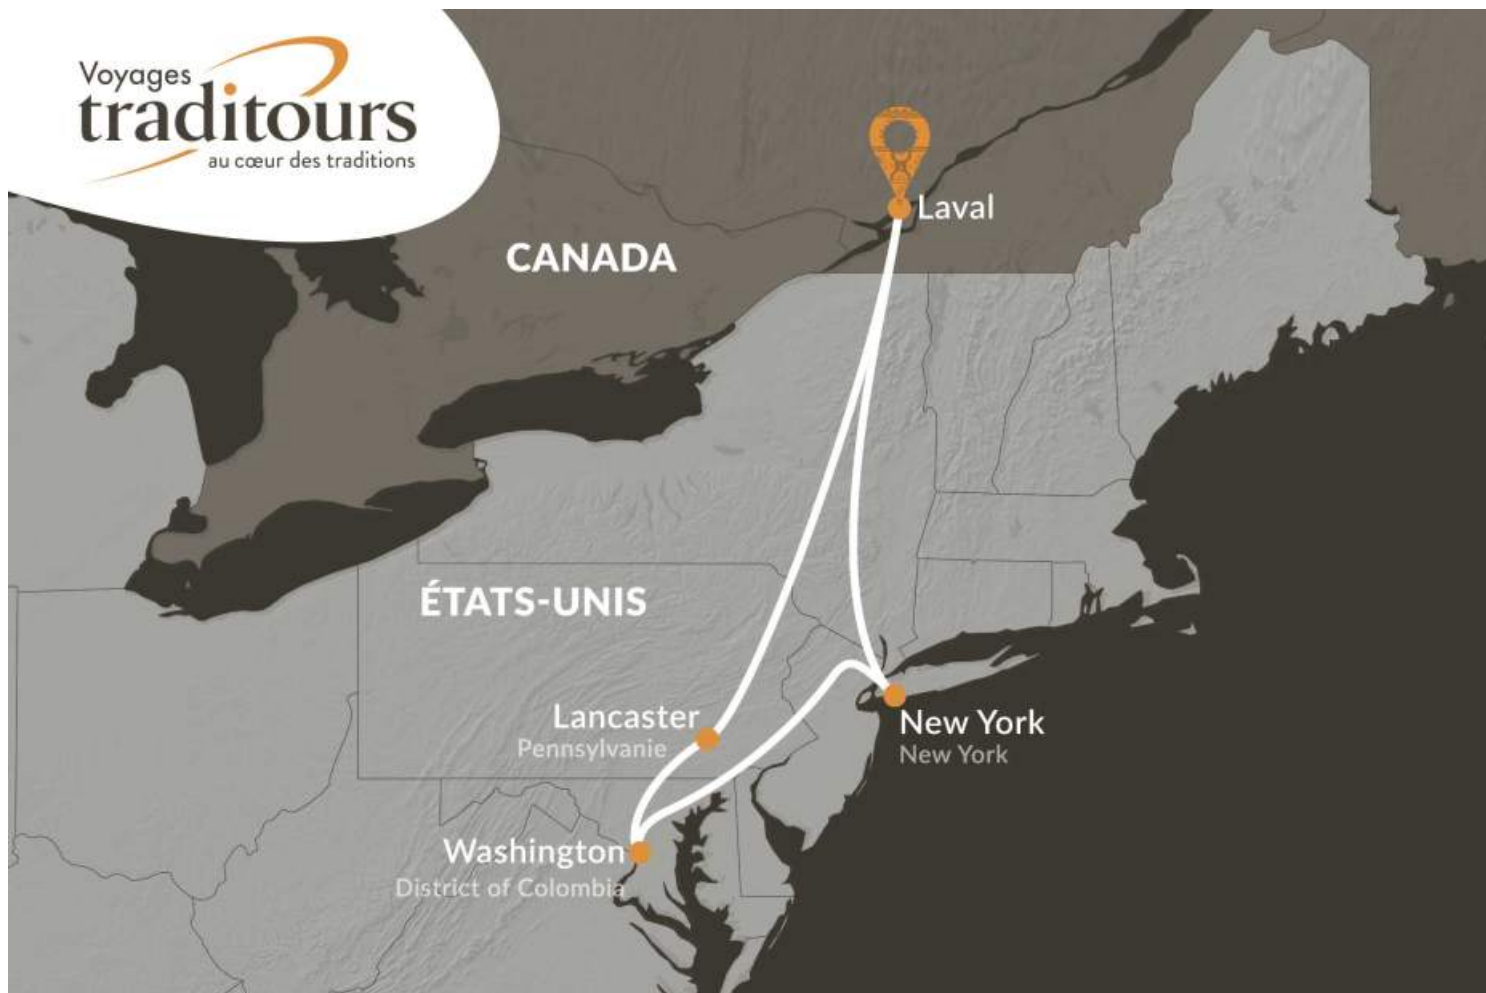 Voyages
traditours
au cœur des traditions
Laval
CANADA
ÉTATS-UNIS
Lancaster
Pennsylvanie
New York
New York
Washington
District of Colombia